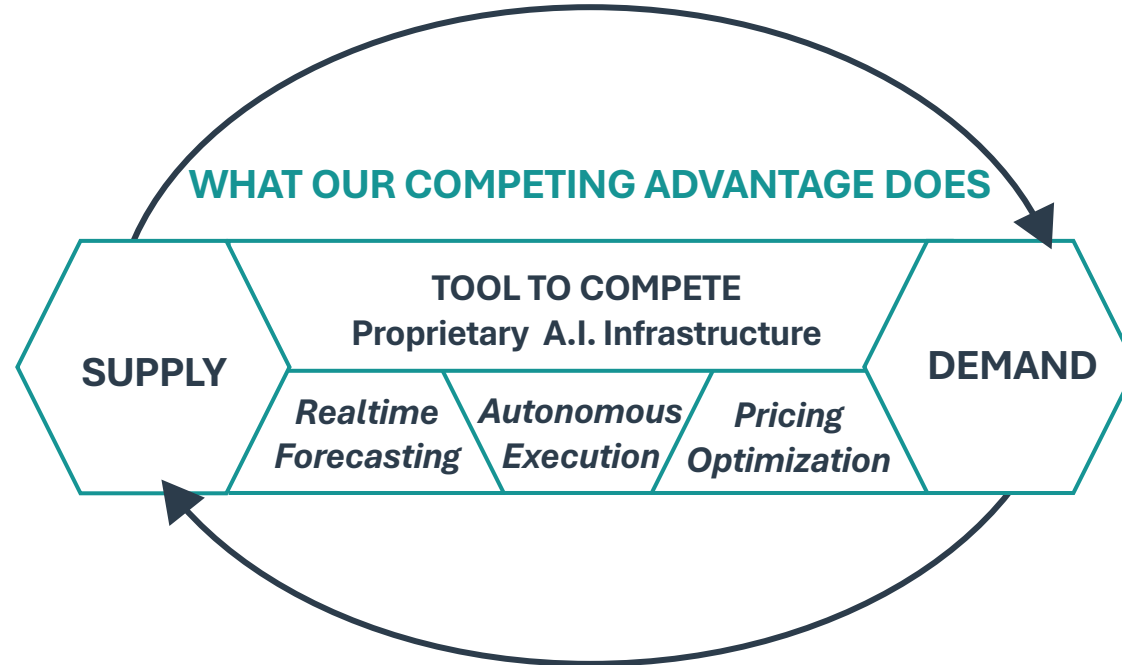 WHAT OUR COMPETING ADVANTAGE DOES
TOOL TO COMPETE
Proprietary A.I. Infrastructure
SUPPLY
DEMAND
Realtime
Forecasting
Autonomous
Execution
Pricing
Optimization